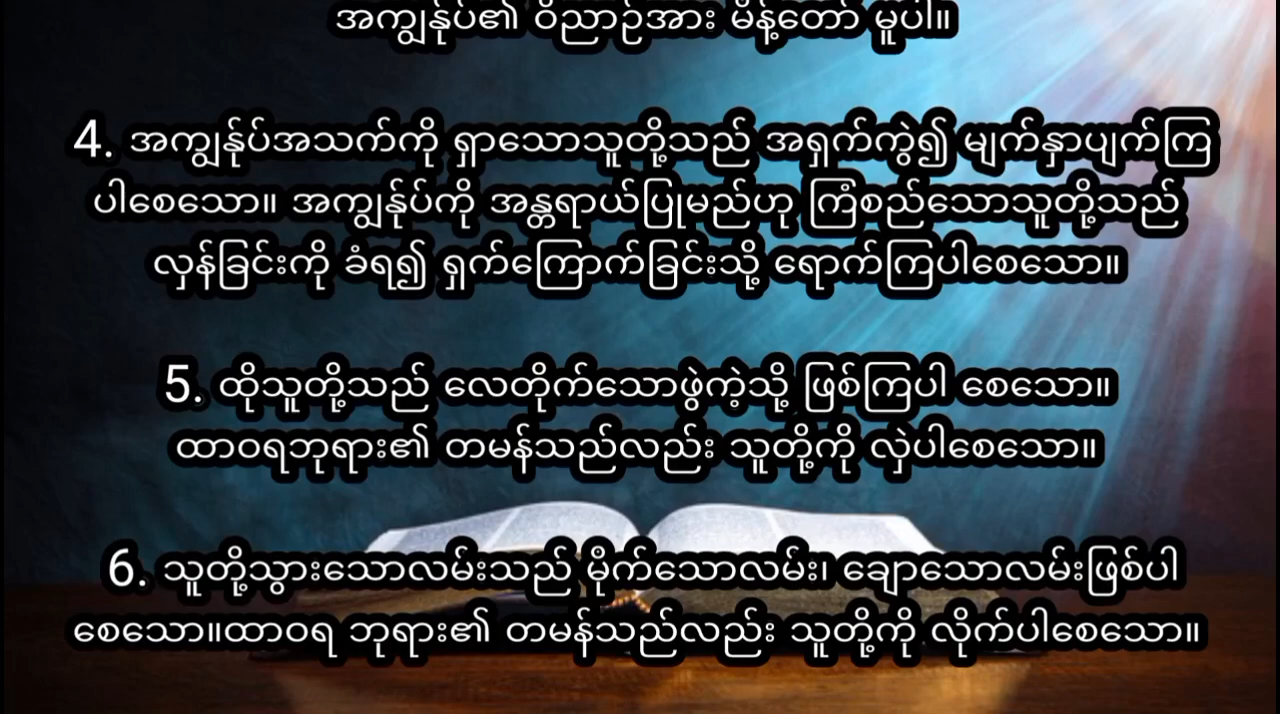 အကျွန်ုပ်၏ ဝိညာဉ်အား မိန့်တော် မူပါ။
4. အကျွန်ုပ်အသက်ကို ရှာသောသူတို့သည် အရှက်ကွဲ၍ မျက်နှာပျက်ကြ
ပါစေသော။ အကျွန်ုပ်ကို အန္တရာယ်ပြုမည်ဟု ကြံစည်သောသူတို့သည်
လှန်ခြင်းကို ခံရ၍ ရှက်ကြောက်ခြင်းသို့ ရောက်ကြပါစေသော။
5. ထိုသူတို့သည် လေတိုက်သောဖွဲကဲ့သို့ ဖြစ်ကြပါ စေသော။
ထာဝရဘုရား၏ တမန်သည်လည်း သူတို့ကို လှဲပါစေသော။
6. သူတို့သွားသောလမ်းသည် မိုက်သောလမ်း၊ ချောသောလမ်းဖြစ်ပါ
စေသော။ထာဝရ ဘုရား၏ တမန်သည်လည်း သူတို့ကို လိုက်ပါစေသော။